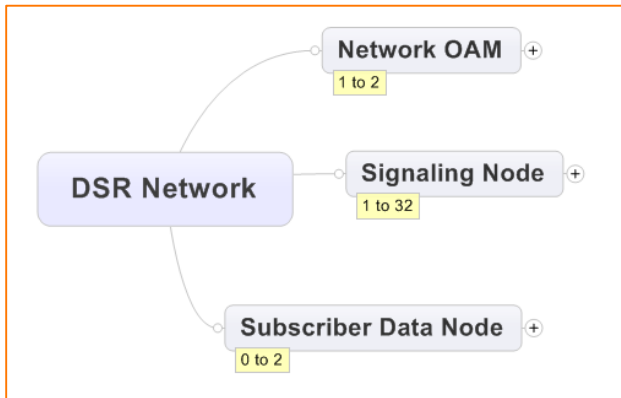 Network OAM
1 to 2
DSR Network
Signaling Node
1 to 32
Subscriber Data Node
0 to 2